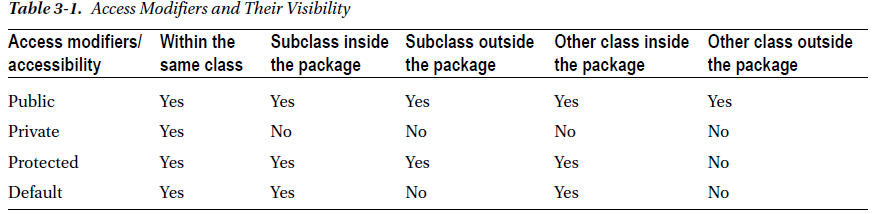 Table 3-1. Access Modifiers and Their Visibility
Access modifiers/ Within the Subclass inside Subclass outside Other class inside Other class outside
accessibility same class the package the package the package the package
Public Yes Yes Yes Yes Yes
Private Yes No No No No
Protected Yes Yes Yes Yes No
Default Yes Yes No Yes No